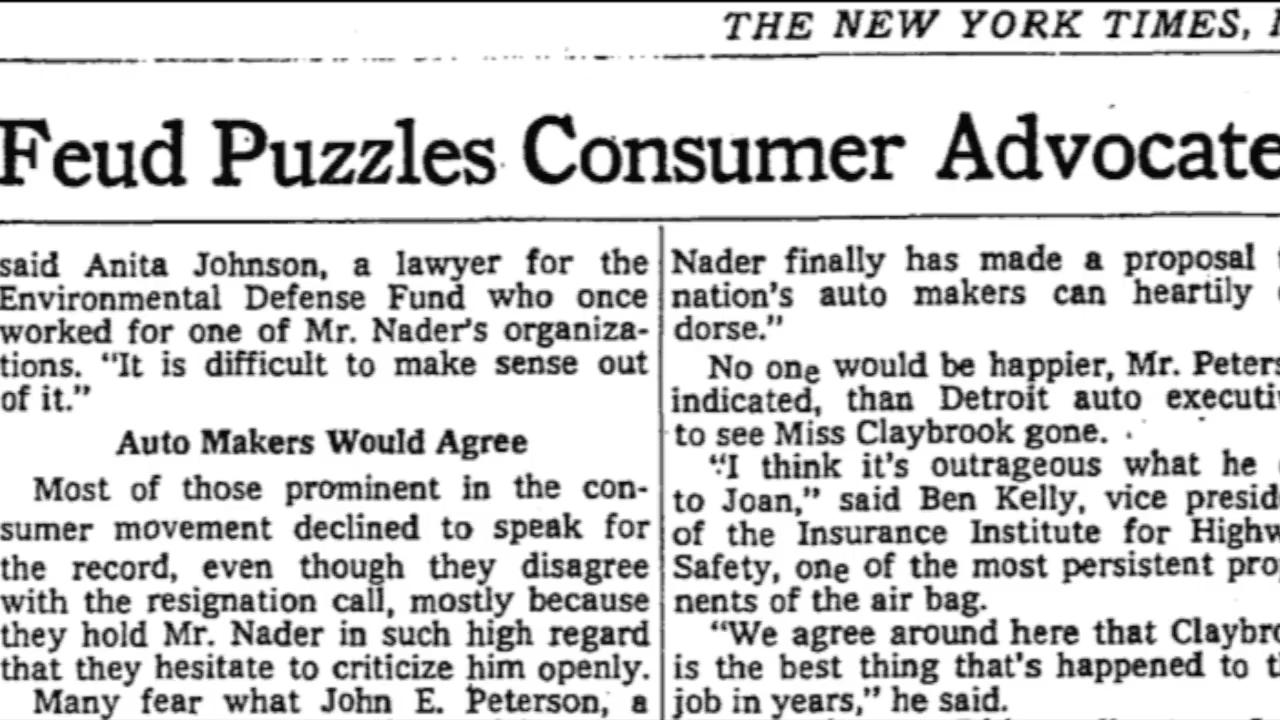 THE NEW YORK TIMES,
Feud Puzzles Consumer Advocate
said Anita Johnson, a lawyer for the
Environmental Defense Fund who once
worked for one of Mr. Nader's organiza-
tions. "It is difficult to make sense out
of it."
Auto Makers Would Agree
Most of those prominent in the con-
sumer movement declined to speak for
the record, even though they disagree
with the resignation call, mostly because
they hold Mr. Nader in such high regard
that they hesitate to criticize him openly.
Many fear what John E. Peterson, a
Nader finally has made a proposal
nation's auto makers can heartily
dorse."
No one would be happier, Mr. Peters
indicated, than Detroit auto executi
to see Miss Claybrook gone.
"I think it's outrageous what he
to Joan," said Ben Kelly, vice presid
of the Insurance Institute for Highw
Safety, one of the most persistent pro
nents of the air bag.
"We agree around here that Claybro
is the best thing that's happened to t
job in years," he said.